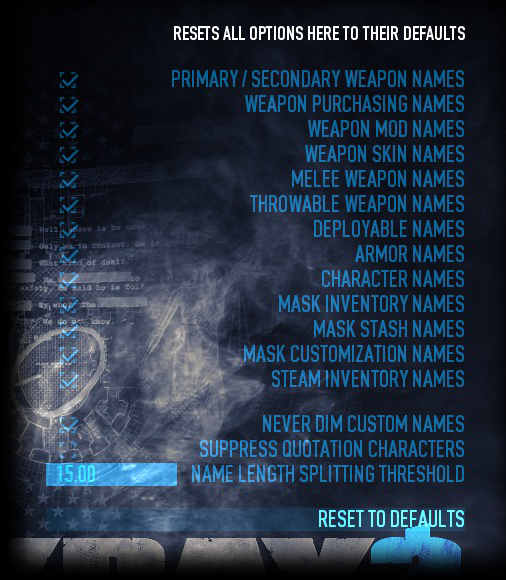 RESETS ALL OPTIONS HERE TO THEIR DEFAULTS
PRIMARY / SECONDARY WEAPON NAMES
WEAPON PURCHASING NAMES
WEAPON MOD NAMES
WEAPON SKIN NAMES
MELEE WEAPON NAMES
THROWABLE WEAPON NAMES
DEPLOYABLE NAMES
ARMOR NAMES
CHARACTER NAMES
MASK INVENTORY NAMES
MASK STASH NAMES
MASK CUSTOMIZATION NAMES
STEAM INVENTORY NAMES
NEVER DIM CUSTOM NAMES
SUPPRESS QUOTATION CHARACTERS
15.00 NAME LENGTH SPLITTING THRESHOLD
RESET TO DEFAULTS